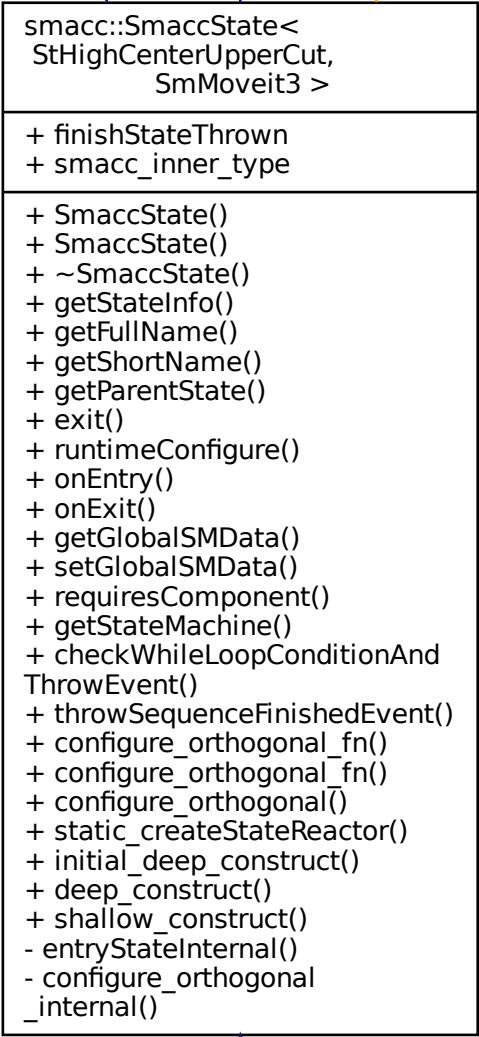 smacc::SmaccState<
StHighCenterUpperCut,
SmMoveit3 >
+ finishStateThrown
+ smacc_inner_type
+ SmaccState()
+ SmaccState()
+ ~SmaccState()
+ getStateInfo()
+ getFullName()
+ getShortName()
+ getParentState()
+ exit()
+ runtimeConfigure()
+ onEntry()
+ onExit()
+ getGlobalSMData()
+ setGlobalSMData()
+ requiresComponent()
+ getStateMachine()
+ checkWhileLoopConditionAnd
ThrowEvent()
+ throwSequenceFinishedEvent()
+ configure_orthogonal_fn()
+ configure_orthogonal_fn()
+ configure_orthogonal()
+ static_createStateReactor()
+ initial_deep_construct()
+ deep_construct()
+ shallow_construct()
- entryStateInternal()
- configure_orthogonal
_internal()